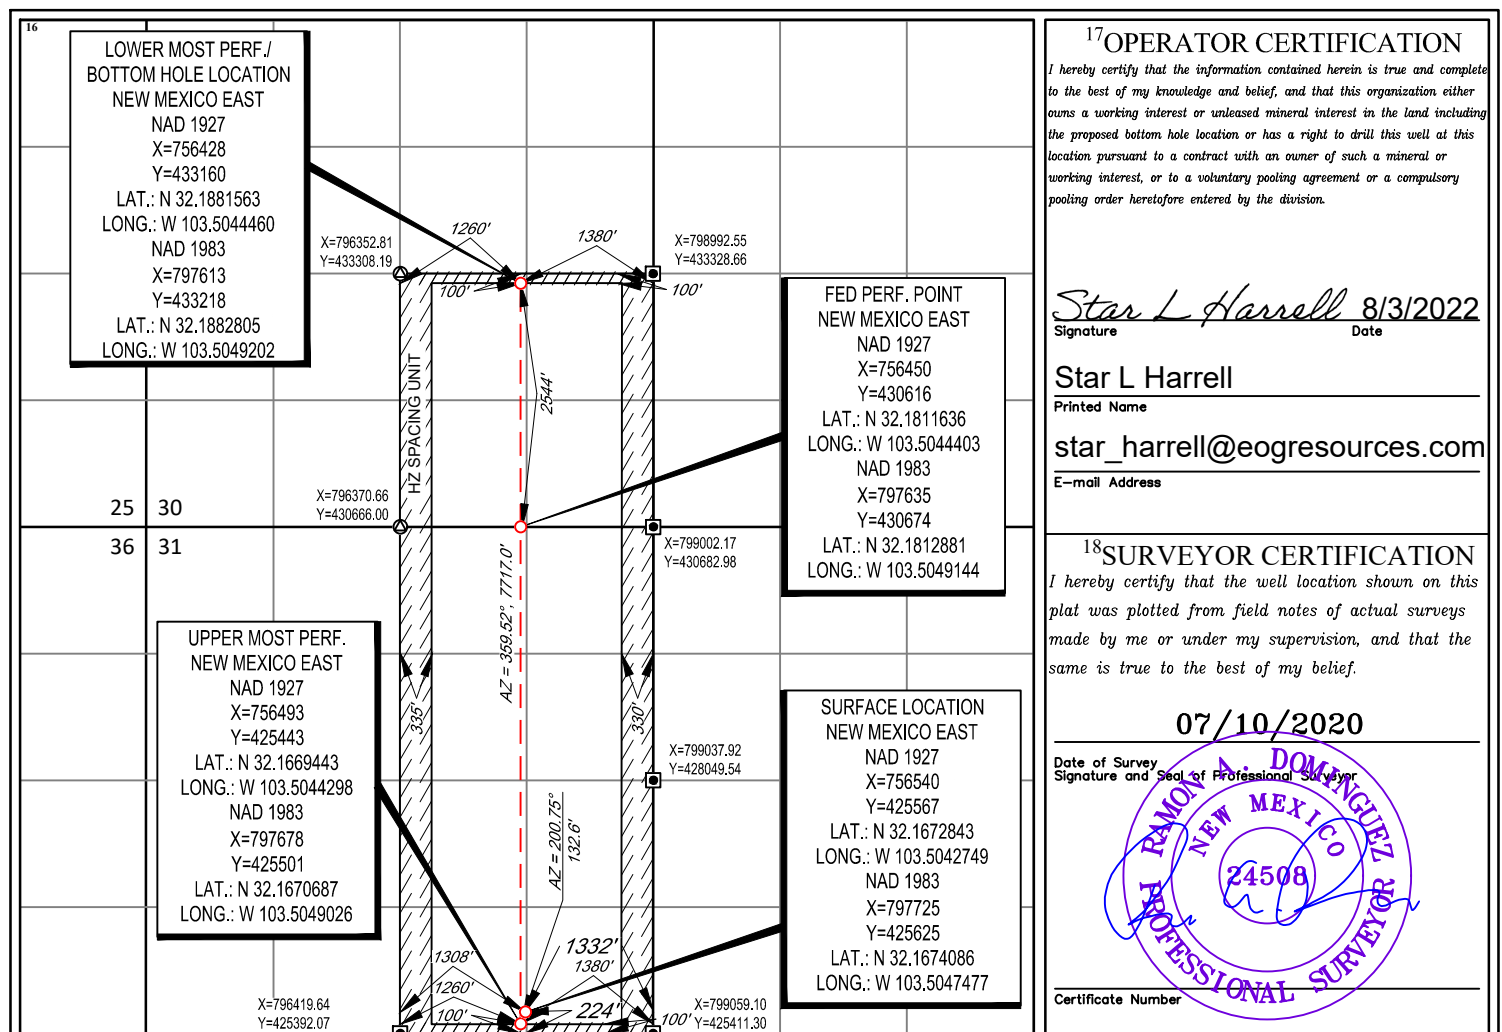 16
LOWER MOST PERF./
BOTTOM HOLE LOCATION
NEW MEXICO EAST
NAD 1927
X=756428
Y=433160
LAT.: N 32.1881563
LONG.: W 103.5044460
NAD 1983
X=797613
Y=433218
LAT.: N 32.1882805
LONG.: W 103.5049202
X=796352.81
Y=433308.19
1260'
1380'
X=798992.55
Y=433328.66
100'
100'
2544'
HZ SPACING UNIT
FED PERF. POINT
NEW MEXICO EAST
NAD 1927
X=756450
Y=430616
LAT.: N 32.1811636
LONG.: W 103.5044403
NAD 1983
X=797635
Y=430674
LAT.: N 32.1812881
LONG.: W 103.5049144
25 30
36 31
X=796370.66
Y=430666.00
X=799002.17
Y=430682.98
AZ = 359.52°, 7717.0'
UPPER MOST PERF.
NEW MEXICO EAST
NAD 1927
X=756493
Y=425443
LAT.: N 32.1669443
LONG.: W 103.5044298
NAD 1983
X=797678
Y=425501
LAT.: N 32.1670687
LONG.: W 103.5049026
335'
330'
X=799037.92
Y=428049.54
AZ = 200.75°
132.6'
SURFACE LOCATION
NEW MEXICO EAST
NAD 1927
X=756540
Y=425567
LAT.: N 32.1672843
LONG.: W 103.5042749
NAD 1983
X=797725
Y=425625
LAT.: N 32.1674086
LONG.: W 103.5047477
1308'
1332'
1380'
1260'
100'
224'
100'
X=796419.64
Y=425392.07
X=799059.10
Y=425411.30
17OPERATOR CERTIFICATION
I hereby certify that the information contained herein is true and complete
to the best of my knowledge and belief, and that this organization either
owns a working interest or unleased mineral interest in the land including
the proposed bottom hole location or has a right to drill this well at this
location pursuant to a contract with an owner of such a mineral or
working interest, or to a voluntary pooling agreement or a compulsory
pooling order heretofore entered by the division.
Star L Harrell 8/3/2022
Signature Date
Star L Harrell
Printed Name
star_harrell@eogresources.com
E-mail Address
18SURVEYOR CERTIFICATION
I hereby certify that the well location shown on this
plat was plotted from field notes of actual surveys
made by me or under my supervision, and that the
same is true to the best of my belief.
07/10/2020
Date of Survey
Signature and Seal of Professional Surveyor
RAMON A. DOMINGUEZ
NEW MEXICO
24508
PROFESSIONAL SURVEYOR
Certificate Number